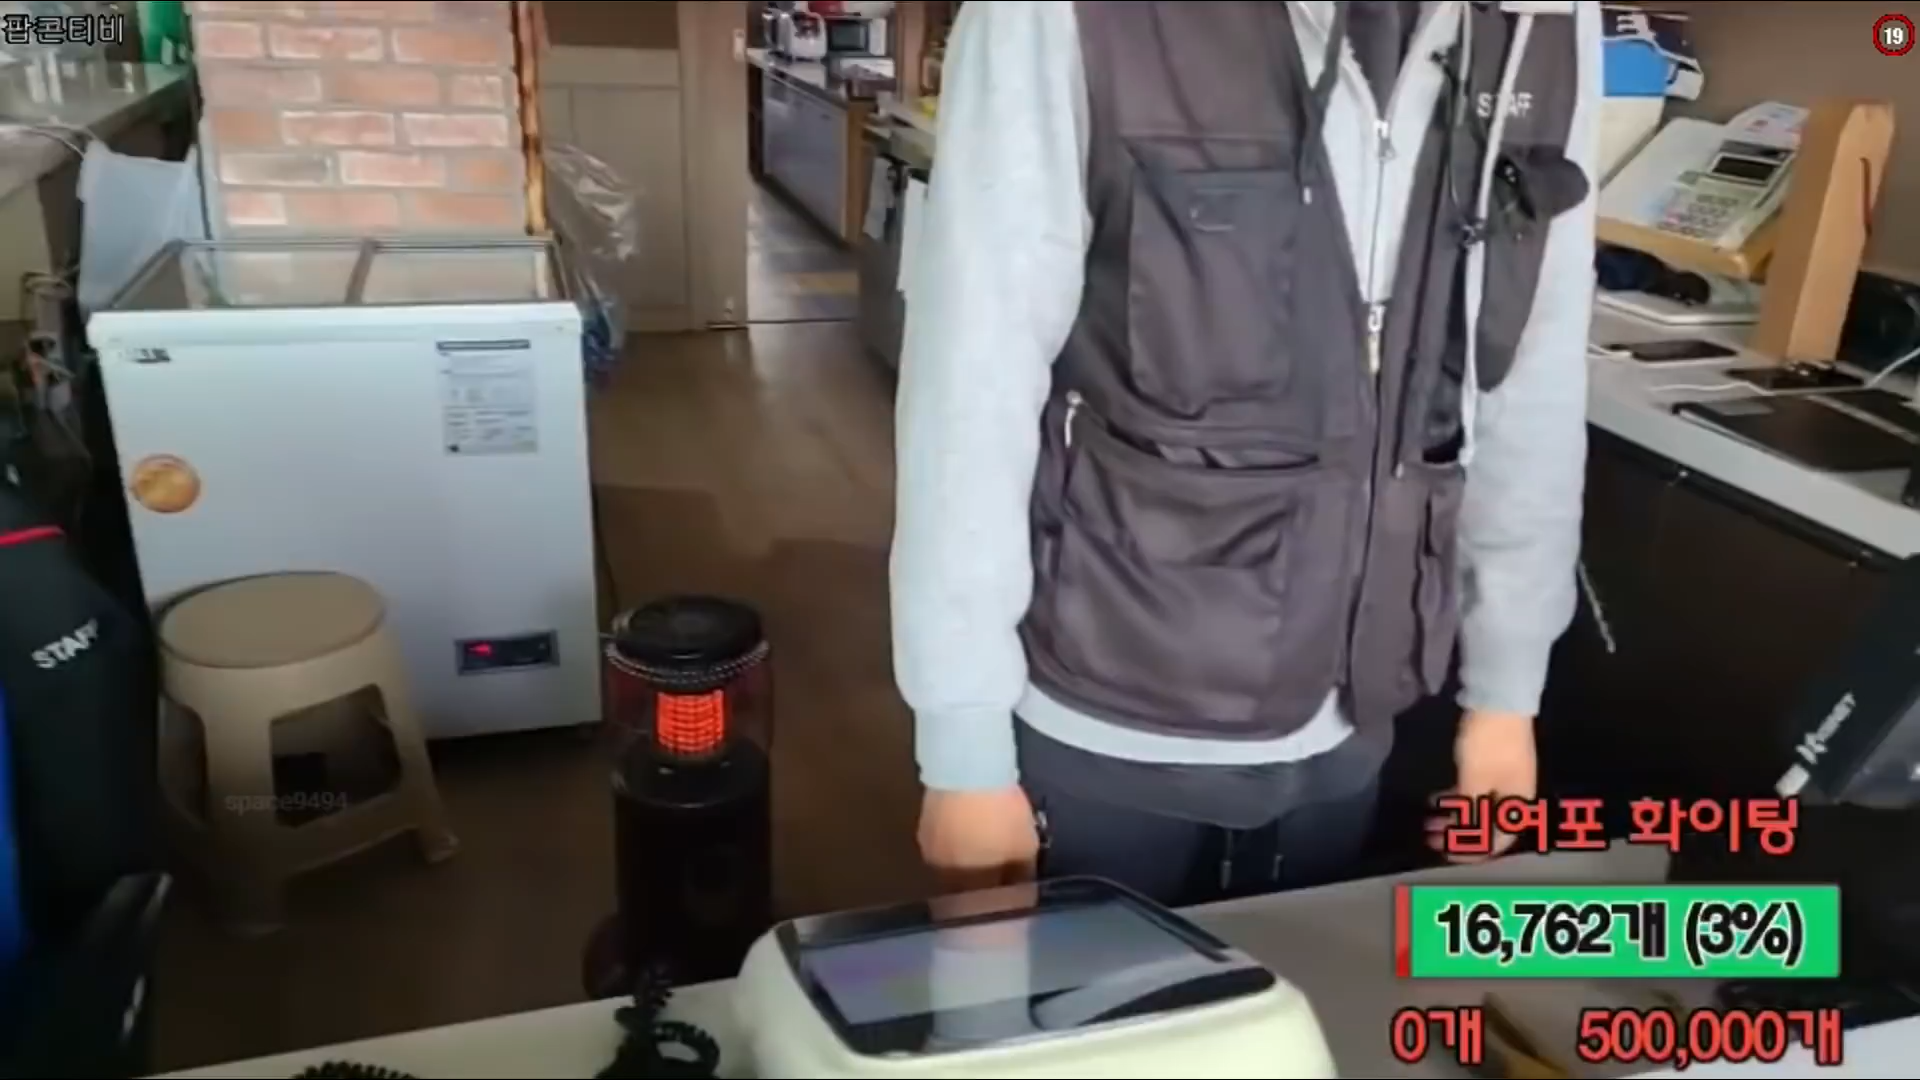 팝콘티비
19
STAFF
STAFF
space9494
김여포 화이팅
16,762개 (3%)
0개 500,000개